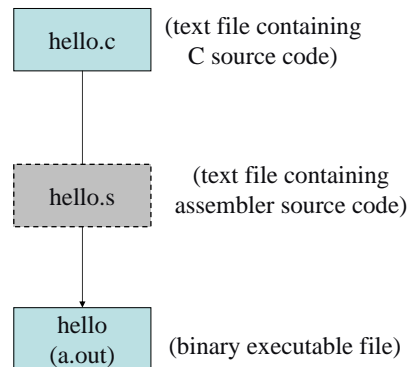 hello.c
(text file containing
C source code)
hello.s
(text file containing
assembler source code)
hello
(a.out)
(binary executable file)